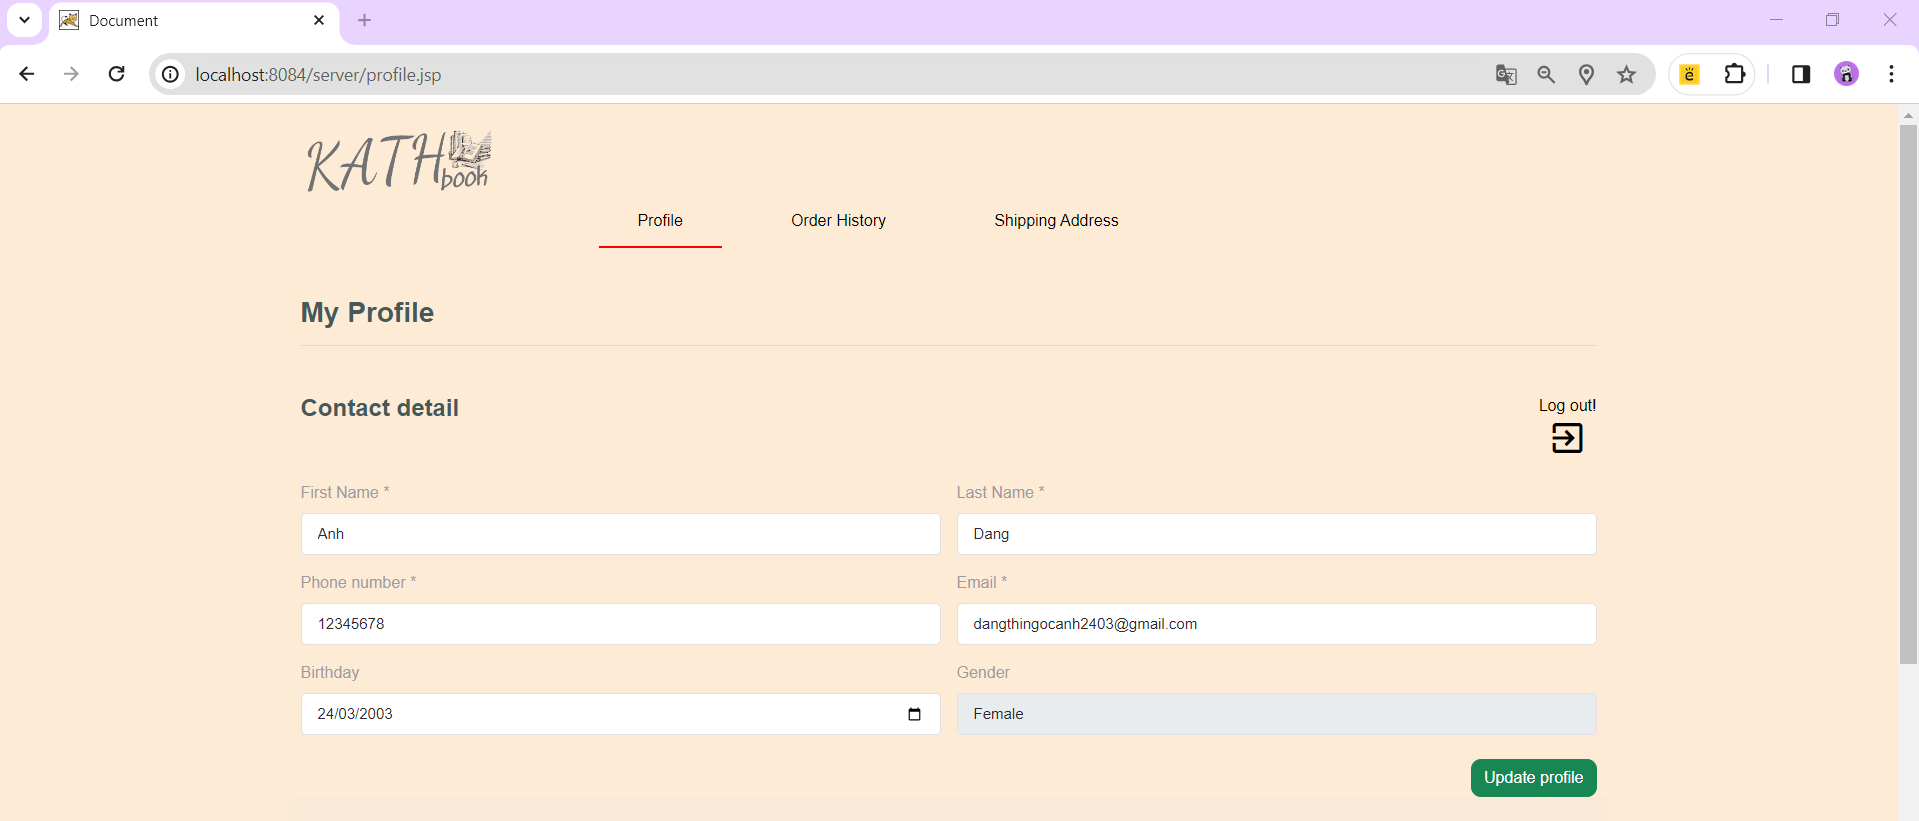 Document
localhost:8084/server/profile.jsp
KATH
book
Profile Order History Shipping Address
My Profile
Contact detail
Log out!
First Name * Last Name *
Anh Dang
Phone number * Email *
12345678 dangthingocanh2403@gmail.com
Birthday Gender
24/03/2003 Female
Update profile